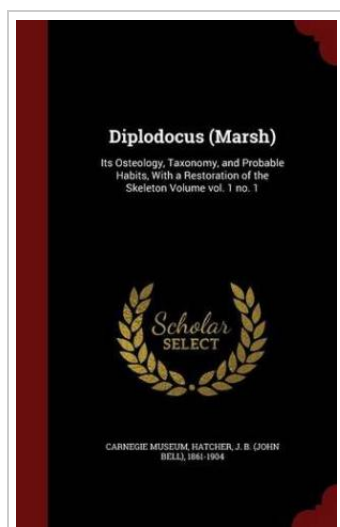 Diplodocus (Marsh)
Its Osteology, Taxonomy, and Probable
Habits, With a Restoration of the
Skeleton Volume vol. 1 no. 1
Scholar
SELECT
CARNEGIE MUSEUM, HATCHER, J. B. (JOHN
BELL), 1861-1904